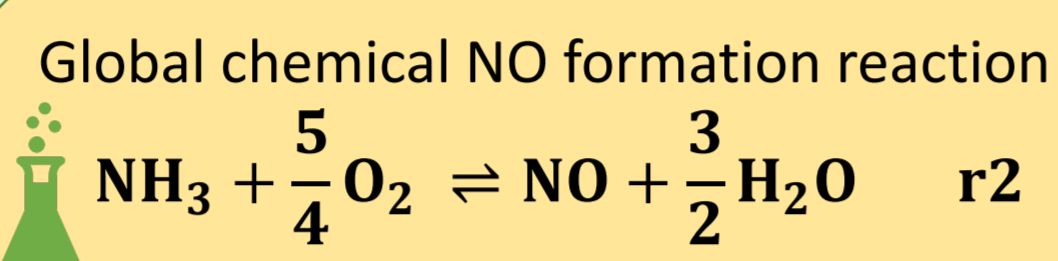 Global chemical NO formation reaction
NH₃ + 5/4 O₂ ⇌ NO + 3/2 H₂O r2